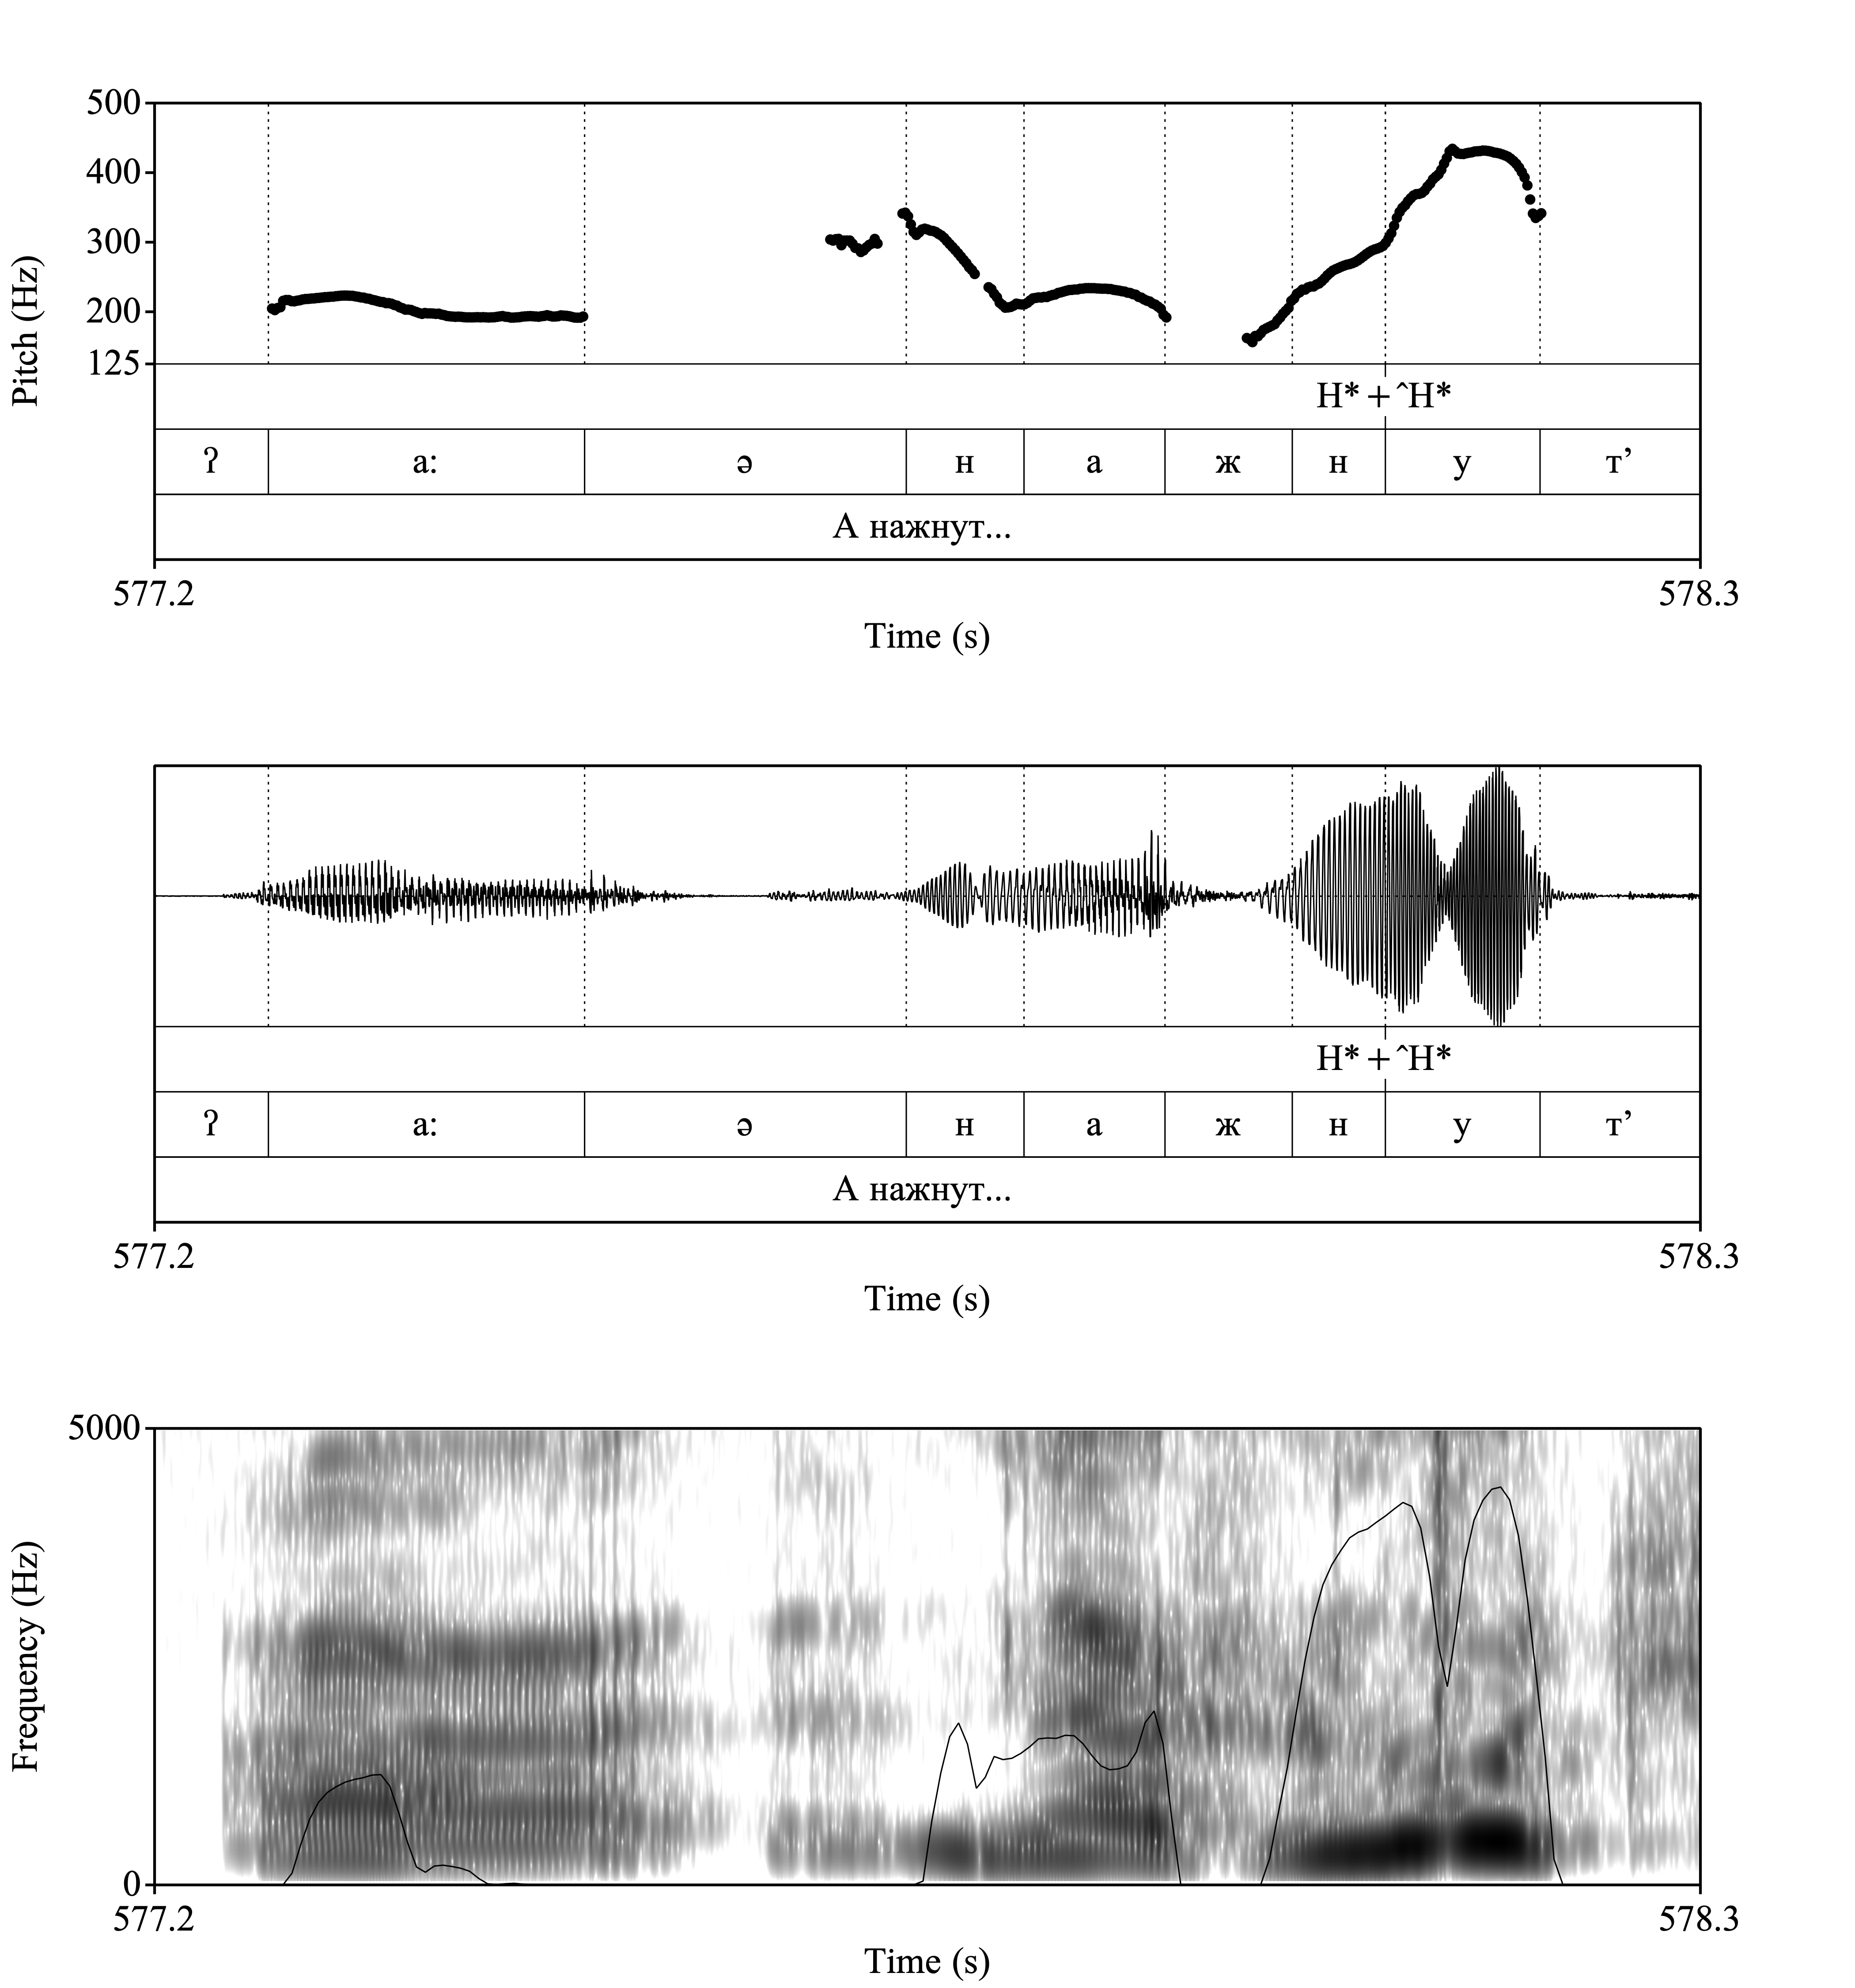 500
400
300
200
125
Pitch (Hz)
H* + ˆH*
ʔ а: ə н а ж н у т’
А нажнут...
577.2 578.3
Time (s)
H* + ˆH*
ʔ а: ə н а ж н у т’
А нажнут...
577.2 578.3
Time (s)
5000
0
Frequency (Hz)
577.2 578.3
Time (s)